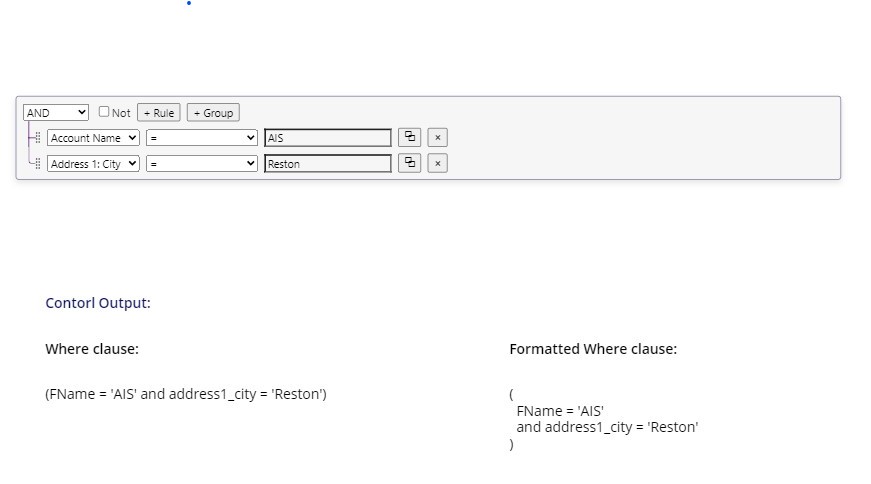 AND Not + Rule + Group
Account Name = AIS ×
Address 1: City = Reston ×
Contorl Output:
Where clause: Formatted Where clause:
(FName = 'AIS' and address1_city = 'Reston')
(
FName = 'AIS'
and address1_city = 'Reston'
)